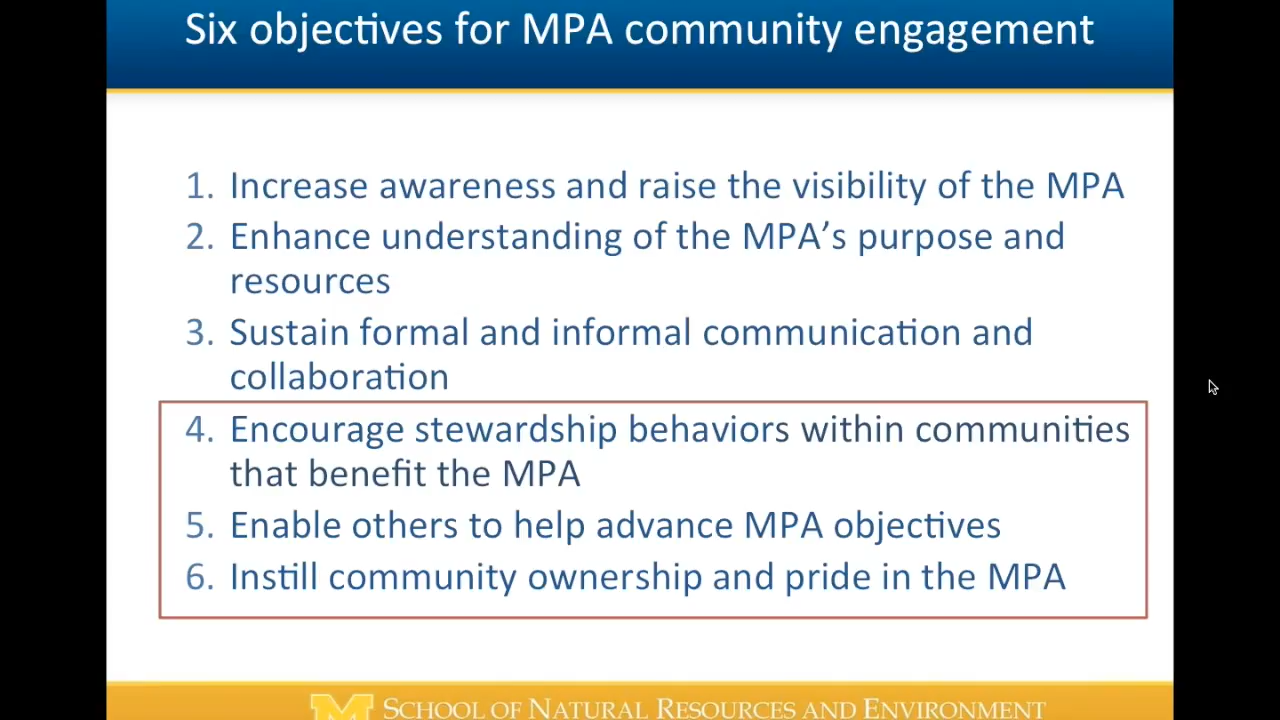 Six objectives for MPA community engagement
1. Increase awareness and raise the visibility of the MPA
2. Enhance understanding of the MPA’s purpose and
resources
3. Sustain formal and informal communication and
collaboration
4. Encourage stewardship behaviors within communities
that benefit the MPA
5. Enable others to help advance MPA objectives
6. Instill community ownership and pride in the MPA
M SCHOOL OF NATURAL RESOURCES AND ENVIRONMENT